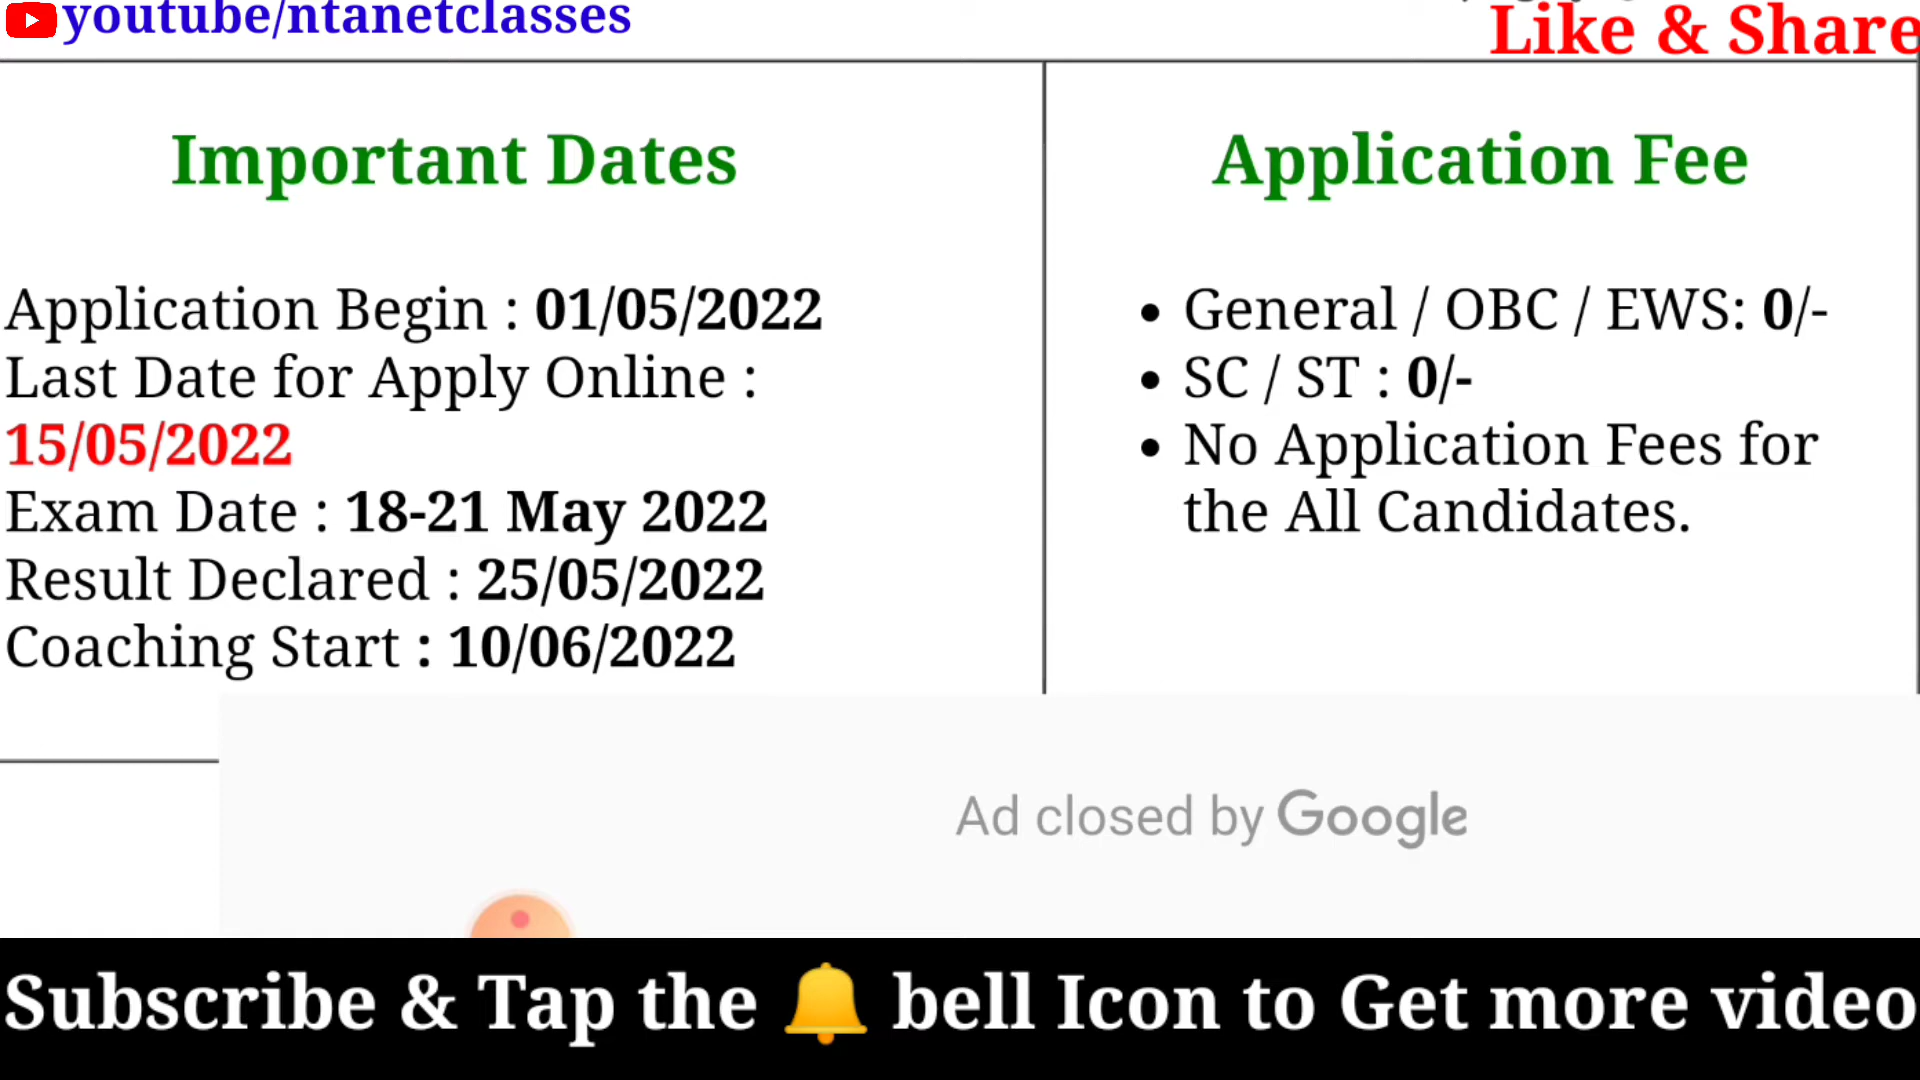 youtube/ntanetclasses
Like & Share
Important Dates
Application Begin : 01/05/2022
Last Date for Apply Online :
15/05/2022
Exam Date : 18-21 May 2022
Result Declared : 25/05/2022
Coaching Start : 10/06/2022
Application Fee
• General / OBC / EWS: 0/-
• SC / ST : 0/-
• No Application Fees for
the All Candidates.
Ad closed by Google
Subscribe & Tap the 🔔 bell Icon to Get more video